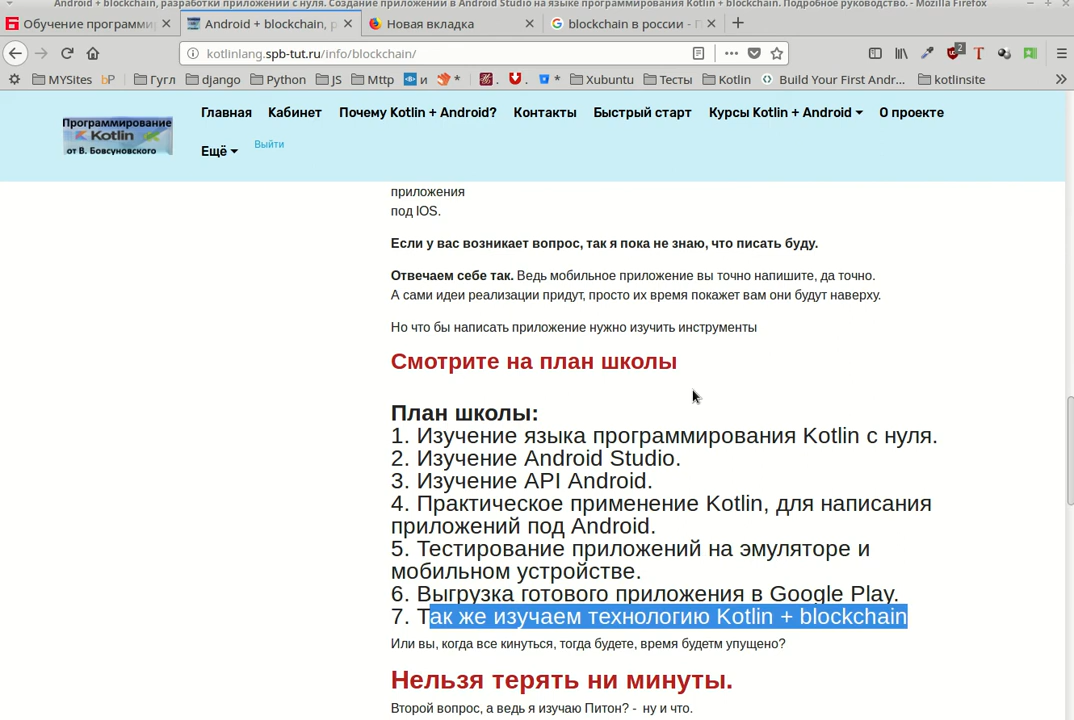 Android + blockchain, разработки приложений с нуля. Создание приложений в Android Studio на языке программирования Kotlin + blockchain. Подробное руководство. - Mozilla Firefox
Обучение программи
Android + blockchain, р
Новая вкладка
blockchain в россии - П
kotlinlang.spb-tut.ru/info/blockchain/
2
MYSites
bP
Гугл
django
Python
JS
Mttp
и
*
.
.
*
Xubuntu
Тесты
Kotlin
Build Your First Andr...
kotlinsite
Программирование
Kotlin
от В. Бовсуновского
Главная
Кабинет
Почему Kotlin + Android?
Контакты
Быстрый старт
Курсы Kotlin + Android
О проекте
Ещё
Выйти
приложения
под IOS.
Если у вас возникает вопрос, так я пока не знаю, что писать буду.
Отвечаем себе так. Ведь мобильное приложение вы точно напишите, да точно.
А сами идеи реализации придут, просто их время покажет вам они будут наверху.
Но что бы написать приложение нужно изучить инструменты
Смотрите на план школы
План школы:
1. Изучение языка программирования Kotlin с нуля.
2. Изучение Android Studio.
3. Изучение API Android.
4. Практическое применение Kotlin, для написания
приложений под Android.
5. Тестирование приложений на эмуляторе и
мобильном устройстве.
6. Выгрузка готового приложения в Google Play.
7. Так же изучаем технологию Kotlin + blockchain
Или вы, когда все кинуться, тогда будете, время будетм упущено?
Нельзя терять ни минуты.
Второй вопрос, а ведь я изучаю Питон? - ну и что.